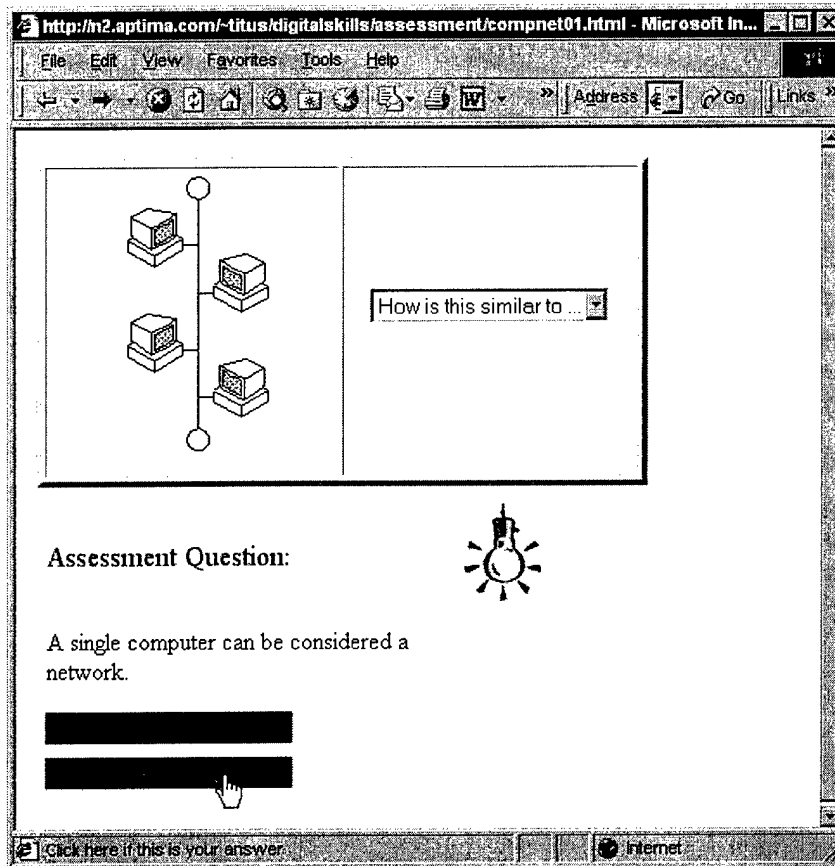 http://n2.aptima.com/~titus/digitalskills/assessment/compnet01.html - Microsoft In...
File Edit View Favorites Tools Help
» Address Go Links »
How is this similar to ...
Assessment Question:
A single computer can be considered a
network.
Click here if this is your answer
Internet